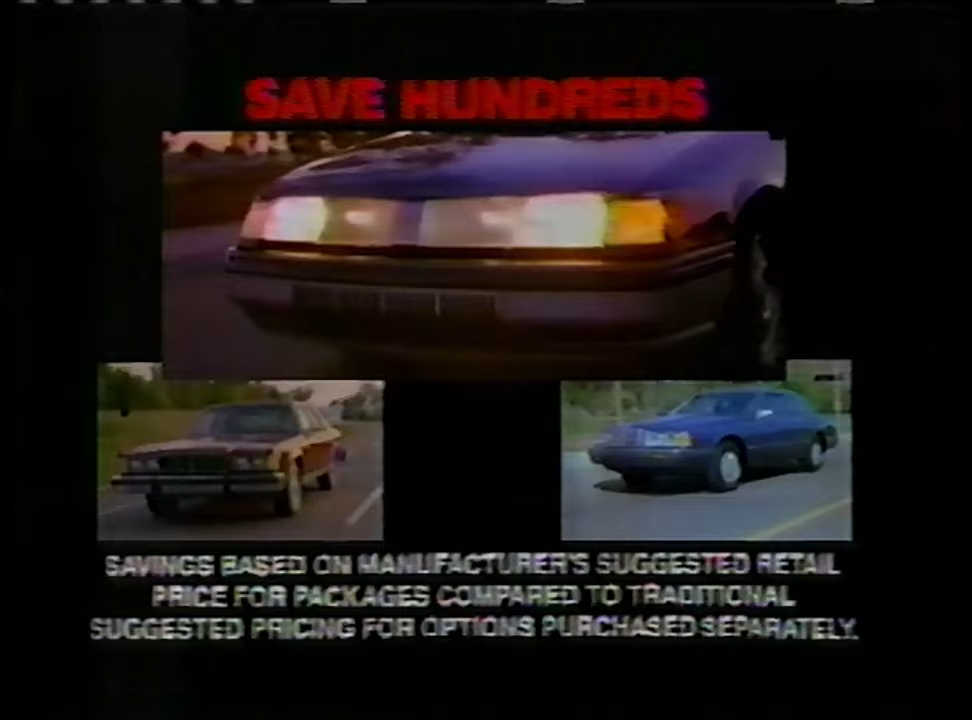 SAVE HUNDREDS
SAVINGS BASED ON MANUFACTURER'S SUGGESTED RETAIL
PRICE FOR PACKAGES COMPARED TO TRADITIONAL
SUGGESTED PRICING FOR OPTIONS PURCHASED SEPARATELY.